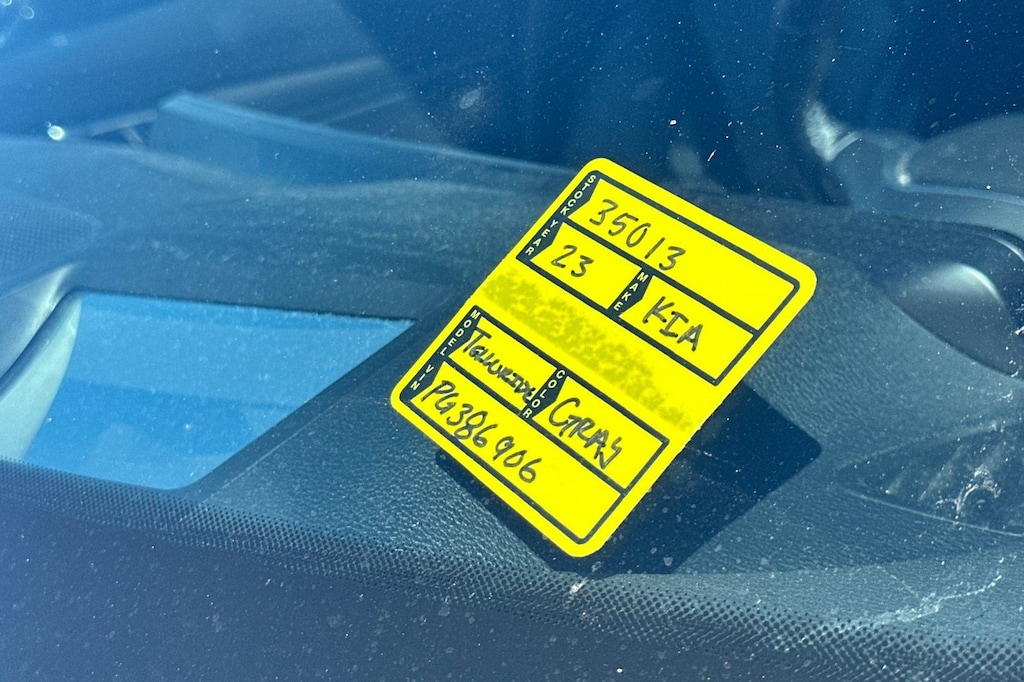 STOCK 35013
YEAR 23 MAKE KIA
MODEL TELLURIDE COLOR GRAY
VIN PG386906